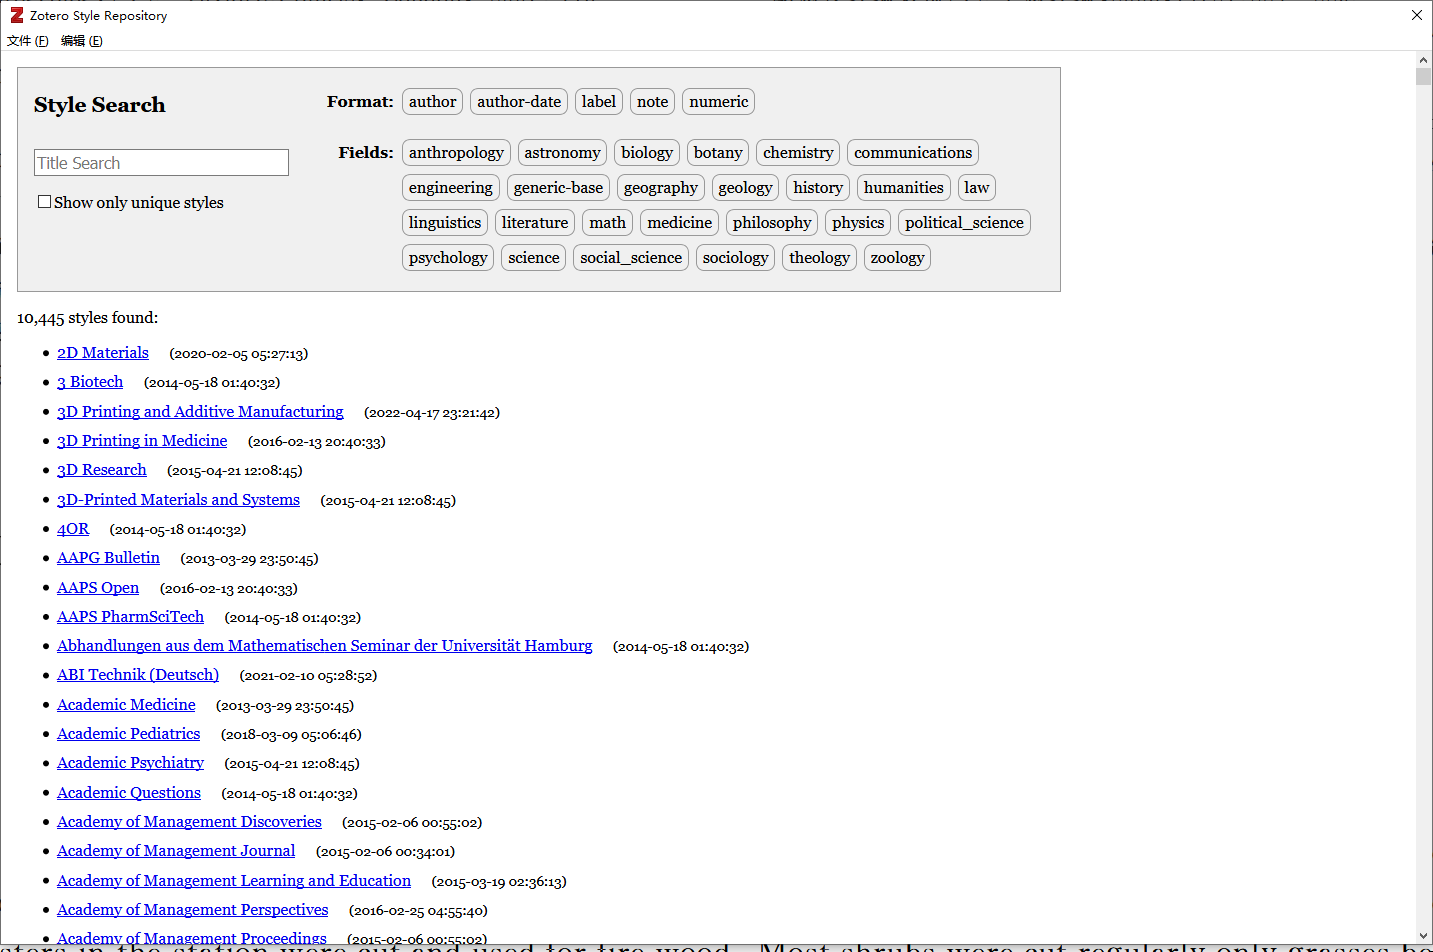 Zotero Style Repository
文件 (F) 编辑 (E)
Style Search
Title Search
Show only unique styles
Format: author author-date label note numeric
Fields: anthropology astronomy biology botany chemistry communications
engineering generic-base geography geology history humanities law
linguistics literature math medicine philosophy physics political_science
psychology science social_science sociology theology zoology
10,445 styles found:
2D Materials (2020-02-05 05:27:13)
3 Biotech (2014-05-18 01:40:32)
3D Printing and Additive Manufacturing (2022-04-17 23:21:42)
3D Printing in Medicine (2016-02-13 20:40:33)
3D Research (2015-04-21 12:08:45)
3D-Printed Materials and Systems (2015-04-21 12:08:45)
4OR (2014-05-18 01:40:32)
AAPG Bulletin (2013-03-29 23:50:45)
AAPS Open (2016-02-13 20:40:33)
AAPS PharmSciTech (2014-05-18 01:40:32)
Abhandlungen aus dem Mathematischen Seminar der Universität Hamburg (2014-05-18 01:40:32)
ABI Technik (Deutsch) (2021-02-10 05:28:52)
Academic Medicine (2013-03-29 23:50:45)
Academic Pediatrics (2018-03-09 05:06:46)
Academic Psychiatry (2015-04-21 12:08:45)
Academic Questions (2014-05-18 01:40:32)
Academy of Management Discoveries (2015-02-06 00:55:02)
Academy of Management Journal (2015-02-06 00:34:01)
Academy of Management Learning and Education (2015-03-19 02:36:13)
Academy of Management Perspectives (2016-02-25 04:55:40)
Academy of Management Proceedings (2015-02-06 00:55:02)
in the station were cut and used for fire wood. Most shrubs were cut regularly only grasses